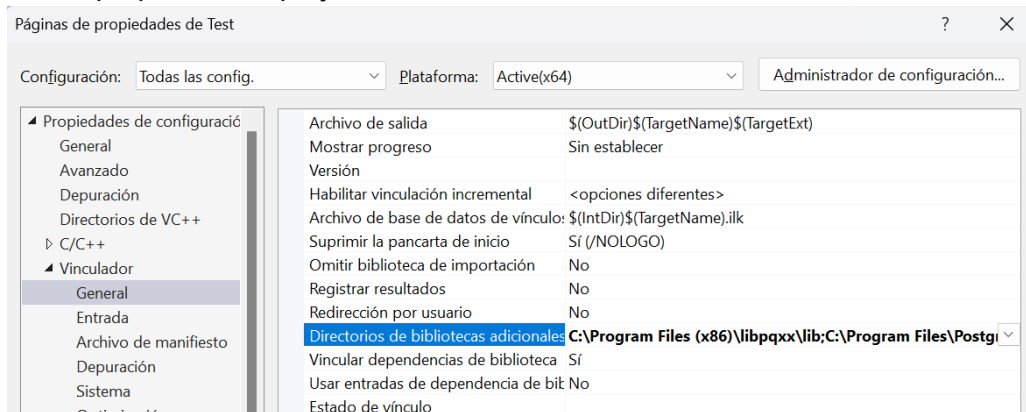 Páginas de propiedades de Test ? ×
Configuración: Todas las config. Plataforma: Active(x64) Administrador de configuración...
Propiedades de configuració
General
Avanzado
Depuración
Directorios de VC++
C/C++
Vinculador
General
Entrada
Archivo de manifiesto
Depuración
Sistema
Archivo de salida $(OutDir)$(TargetName)$(TargetExt)
Mostrar progreso Sin establecer
Versión
Habilitar vinculación incremental <opciones diferentes>
Archivo de base de datos de vínculo: $(IntDir)$(TargetName).ilk
Suprimir la pancarta de inicio Sí (/NOLOGO)
Omitir biblioteca de importación No
Registrar resultados No
Redirección por usuario No
Directorios de bibliotecas adicionales C:\Program Files (x86)\libpqxx\lib;C:\Program Files\Postgr
Vincular dependencias de biblioteca Sí
Usar entradas de dependencia de bib No
Estado de vínculo